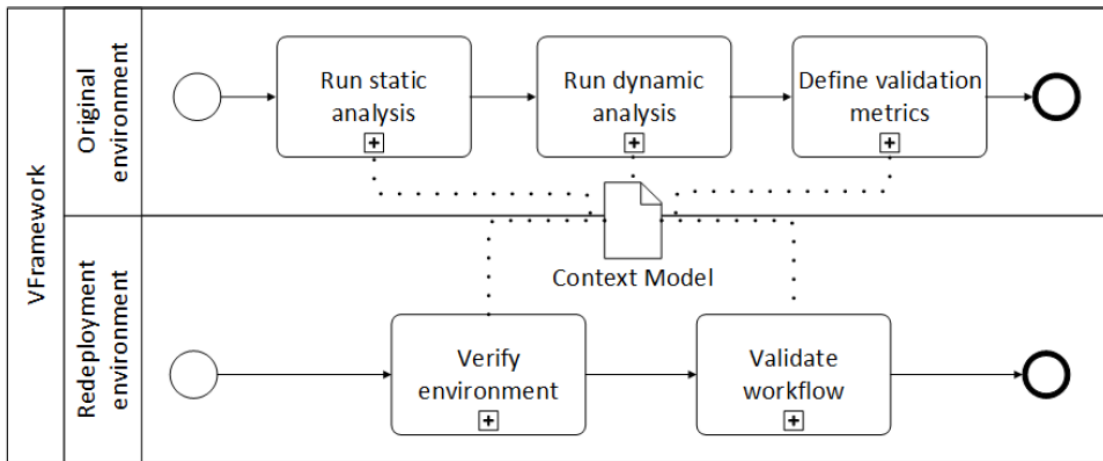 VFramework
Original
environment
Run static
analysis
Run dynamic
analysis
Define validation
metrics
Context Model
Redeployment
environment
Verify
environment
Validate
workflow